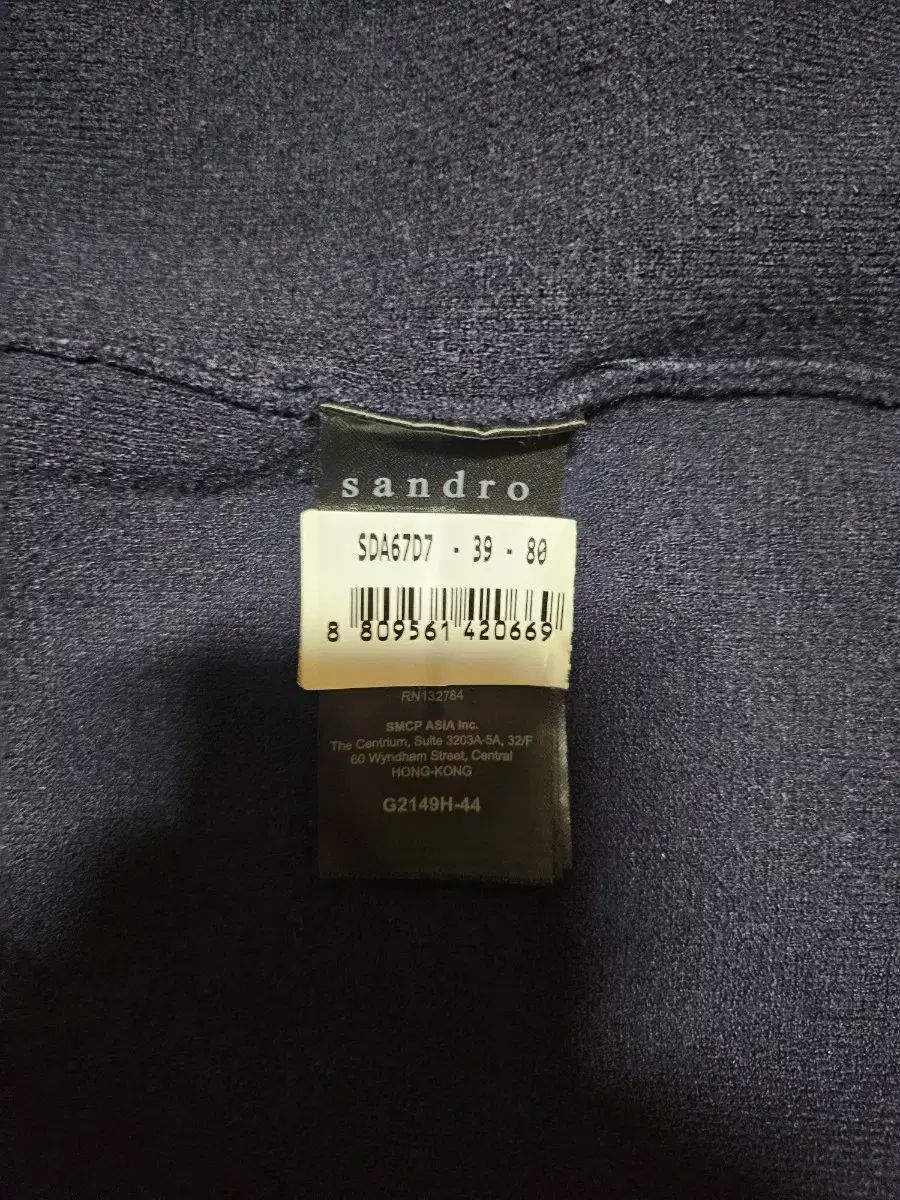 sandro
SDA67D7 - 39 - 80
8 809561 420669
RN132784
SMCP ASIA Inc.
The Centrium, Suite 3203A-5A, 32/F
60 Wyndham Street, Central
HONG-KONG
G2149H-44